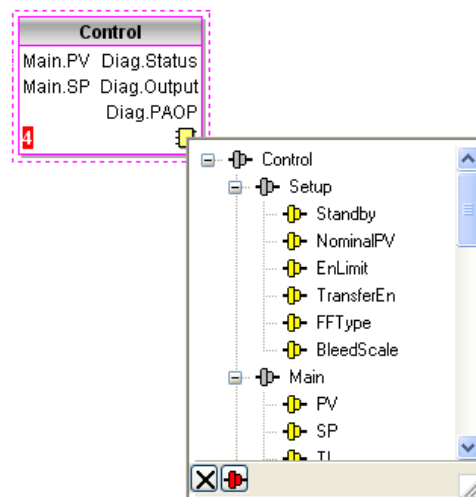 Control
Main.PV Diag.Status
Main.SP Diag.Output
Diag.PAOP
4
Control
Setup
Standby
NominalPV
EnLimit
TransferEn
FFType
BleedScale
Main
PV
SP